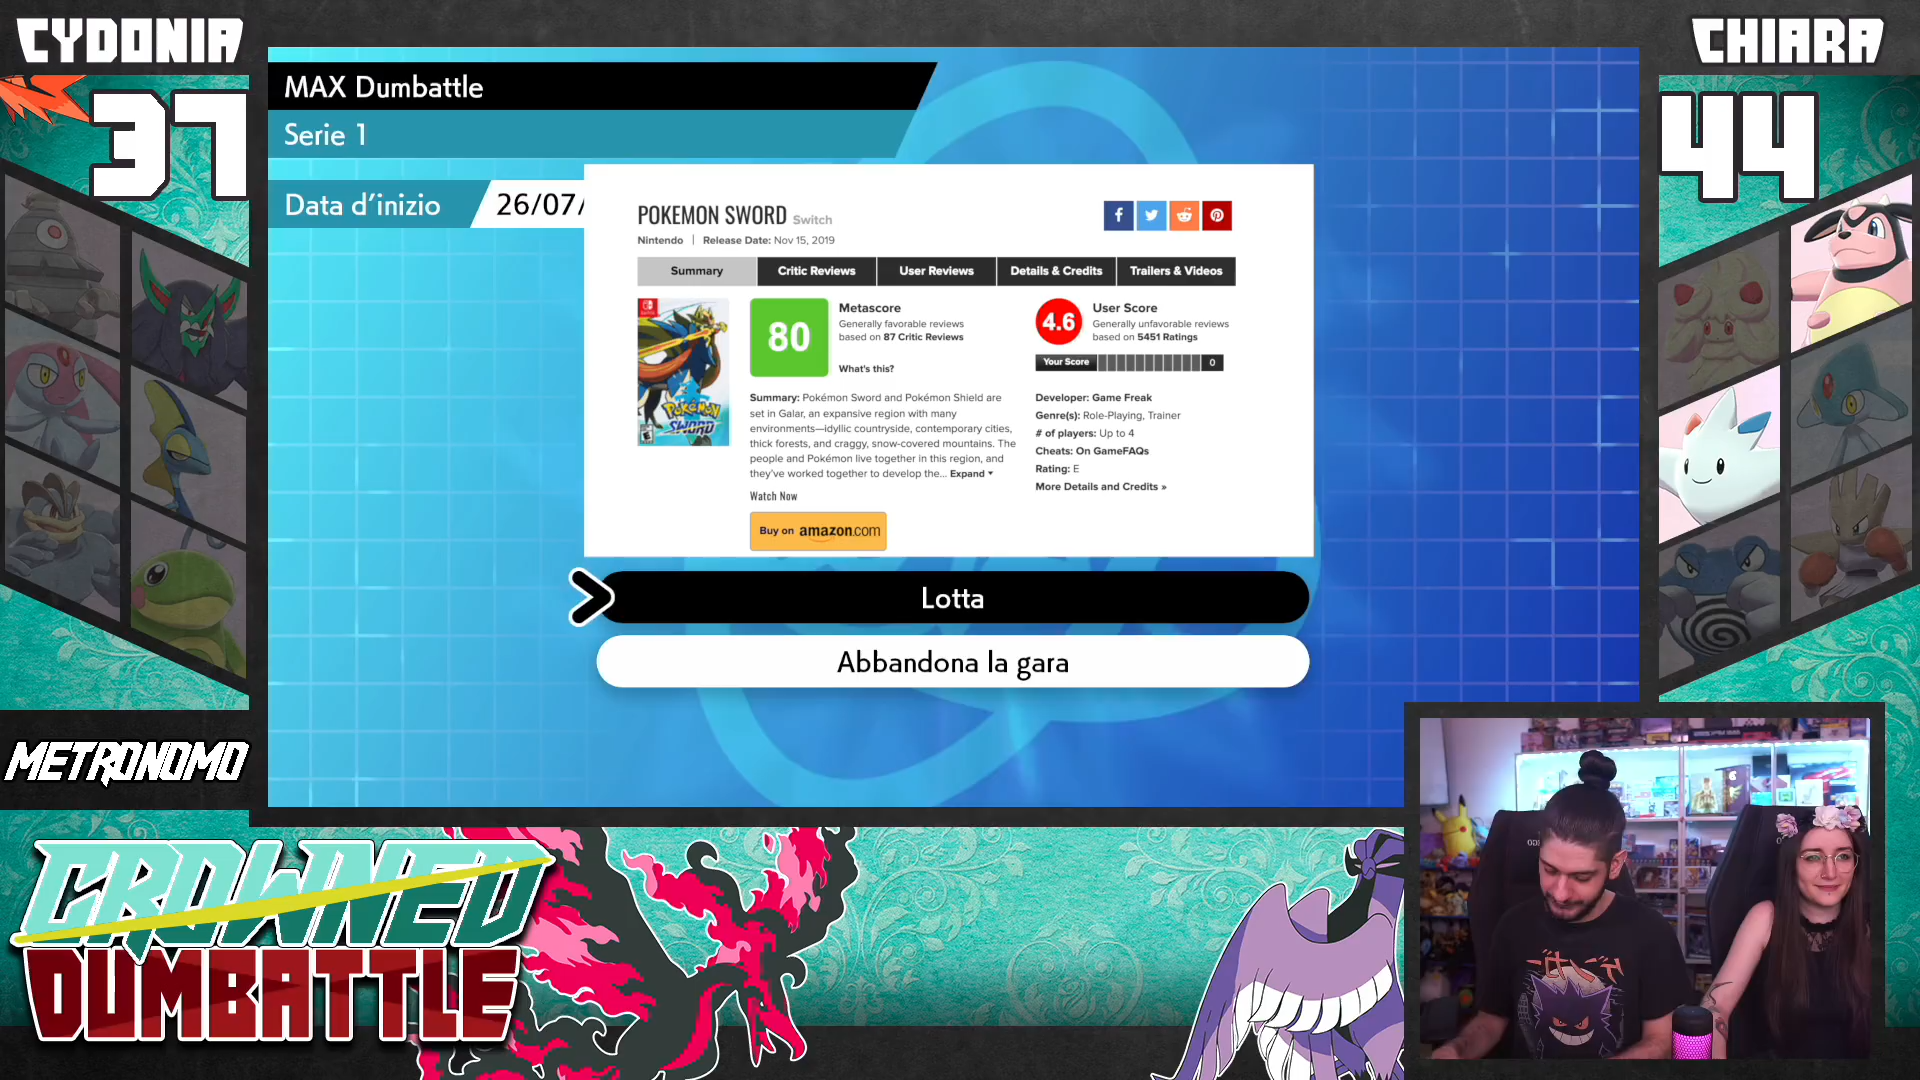 CYDONIA
37
METRONOMO
CROWNED
DUMBATTLE
MAX Dumbattle
Serie 1
Data d'inizio 26/07/
POKEMON SWORD Switch
Nintendo | Release Date: Nov 15, 2019
Summary Critic Reviews User Reviews Details & Credits Trailers & Videos
80
Metascore
Generally favorable reviews
based on 87 Critic Reviews
What's this?
4.6
User Score
Generally unfavorable reviews
based on 5451 Ratings
Your Score 0
Pokémon
SWORD
Summary: Pokémon Sword and Pokémon Shield are
set in Galar, an expansive region with many
environments—idyllic countryside, contemporary cities,
thick forests, and craggy, snow-covered mountains. The
people and Pokémon live together in this region, and
they've worked together to develop the... Expand
Watch Now
Buy on amazon.com
Developer: Game Freak
Genre(s): Role-Playing, Trainer
# of players: Up to 4
Cheats: On GameFAQs
Rating: E
More Details and Credits »
Lotta
Abbandona la gara
CHIARA
44